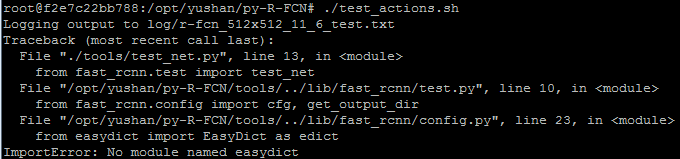 root@f2e7c22bb788:/opt/yushan/py-R-FCN# ./test_actions.sh
Logging output to log/r-fcn_512x512_11_6_test.txt
Traceback (most recent call last):
  File "./tools/test_net.py", line 13, in <module>
    from fast_rcnn.test import test_net
  File "/opt/yushan/py-R-FCN/tools/../lib/fast_rcnn/test.py", line 10, in <module>
    from fast_rcnn.config import cfg, get_output_dir
  File "/opt/yushan/py-R-FCN/tools/../lib/fast_rcnn/config.py", line 23, in <module>
    from easydict import EasyDict as edict
ImportError: No module named easydict